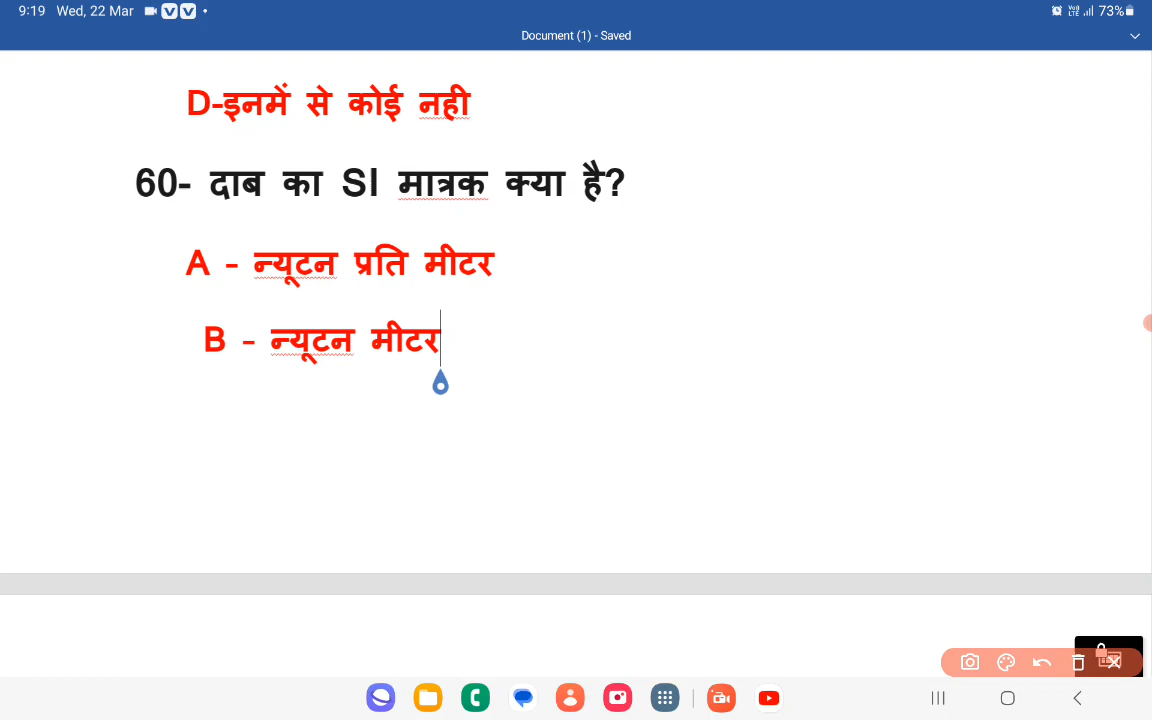 9:19 Wed, 22 Mar
73%
Document (1) - Saved
D-इनमें से कोई नही
60- दाब का SI मात्रक क्या है?
A - न्यूटन प्रति मीटर
B - न्यूटन मीटर